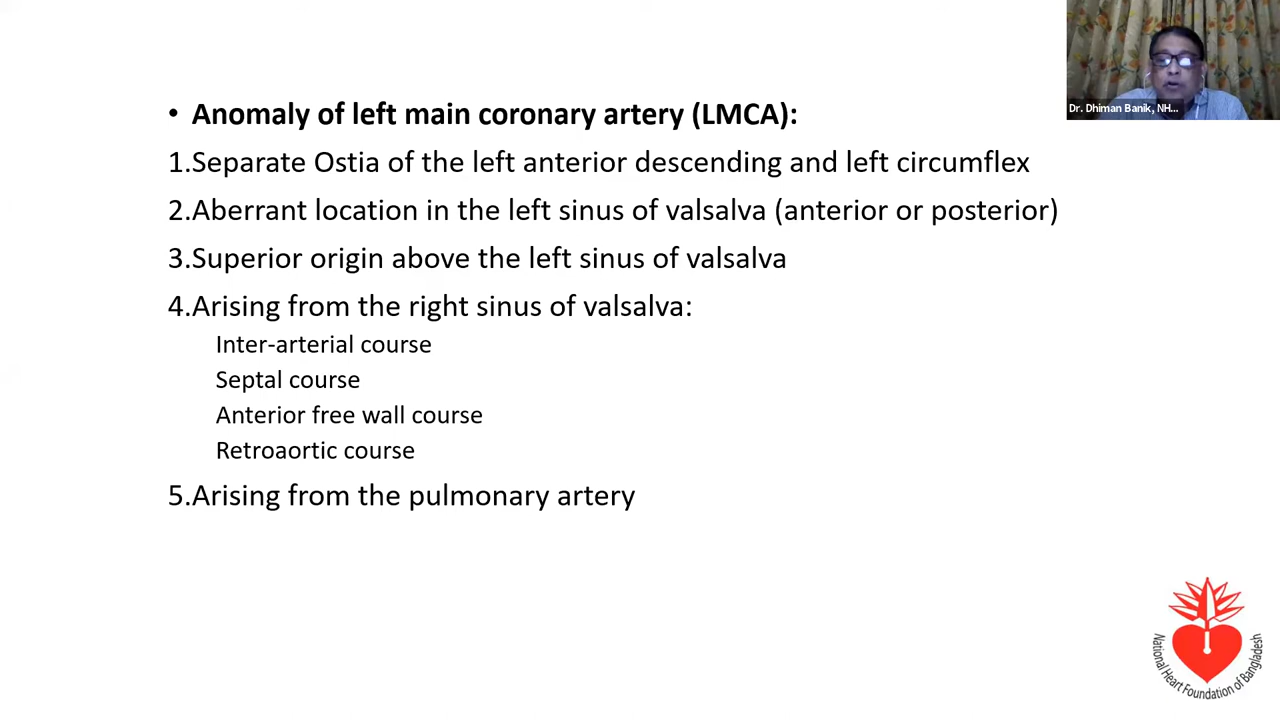 • Anomaly of left main coronary artery (LMCA):
1.Separate Ostia of the left anterior descending and left circumflex
2.Aberrant location in the left sinus of valsalva (anterior or posterior)
3.Superior origin above the left sinus of valsalva
4.Arising from the right sinus of valsalva:
Inter-arterial course
Septal course
Anterior free wall course
Retroaortic course
5.Arising from the pulmonary artery
Dr. Dhiman Banik, NH...
National Heart Foundation of Bangladesh